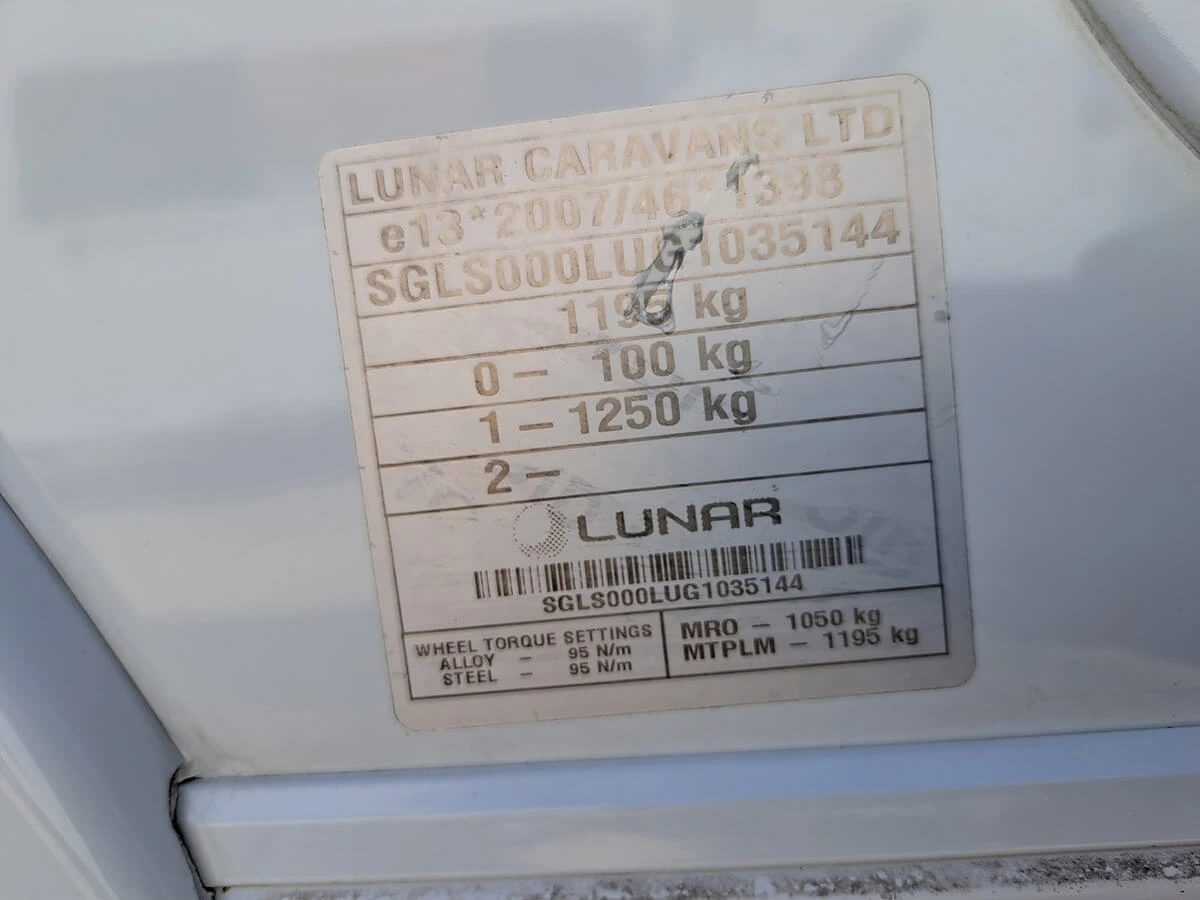 LUNAR CARAVANS LTD
e13*2007/46*1398
SGLS000LUG1035144
1195 kg
0 - 100 kg
1 - 1250 kg
2 -
LUNAR
SGLS000LUG1035144
WHEEL TORQUE SETTINGS
ALLOY - 95 N/m
STEEL - 95 N/m
MRO - 1050 kg
MTPLM - 1195 kg